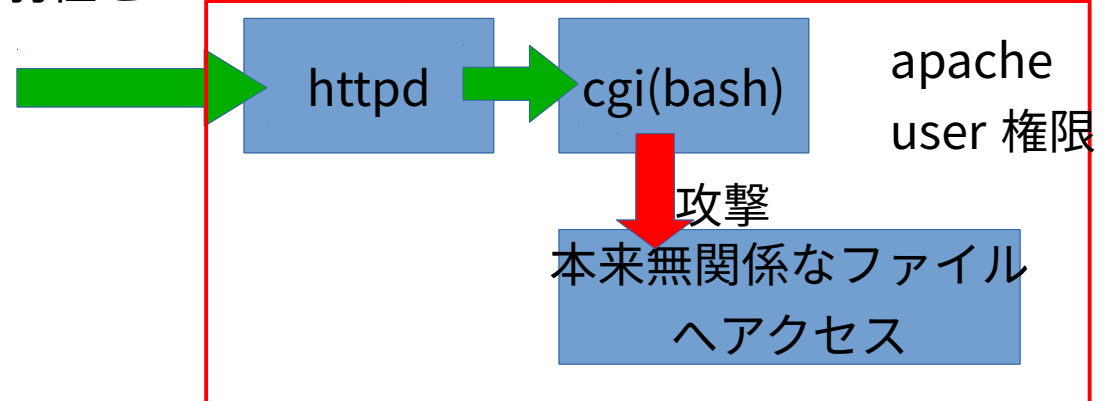 httpd
cgi(bash)
apache
user 権限
攻撃
本来無関係なファイル
へアクセス